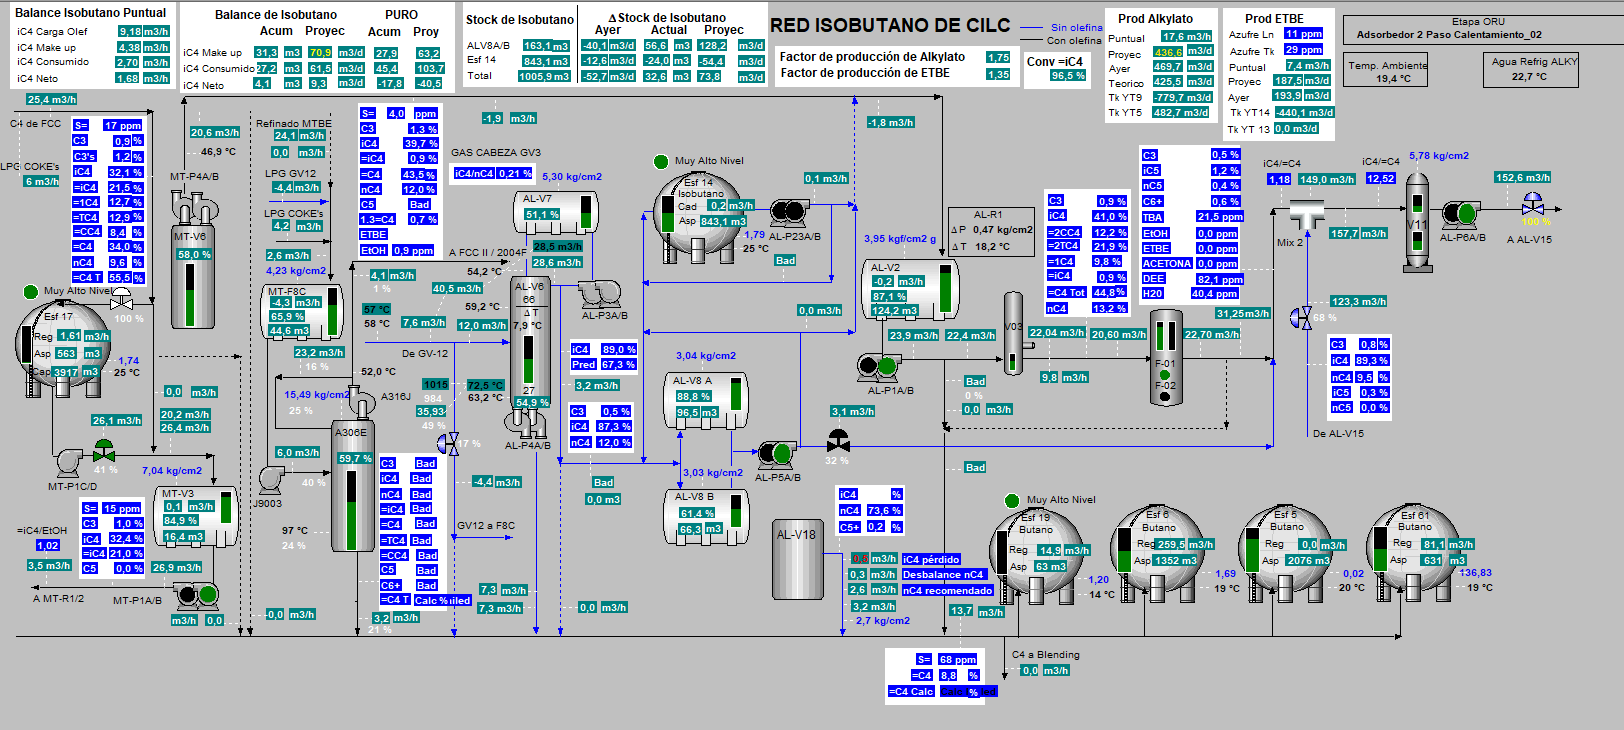 Balance Isobutano Puntual
iC4 Carga Olef 9,18 m3/h
iC4 Make up 4,38 m3/h
iC4 Consumido 2,70 m3/h
iC4 Neto 1,68 m3/h
Balance de Isobutano PURO
Acum Proyec Acum Proy
iC4 Make up 31,3 m3 70,9 m3/d 27,9 63,2
iC4 Consumido 27,2 m3 61,5 m3/d 45,4 103,7
iC4 Neto 4,1 m3 9,3 m3/d -17,8 -40,5
Stock de Isobutano
ALV8A/B 163,1 m3
Esf 14 843,1 m3
Total 1005,9 m3
Δ Stock de Isobutano
Ayer Actual Proyec
-40,1 m3/d 56,6 m3 128,2 m3/d
-12,6 m3/d -24,0 m3 -54,4 m3/d
-52,7 m3/d 32,6 m3 73,8 m3/d
RED ISOBUTANO DE CILC
Sin olefina
Con olefina
Factor de producción de Alkylato 1,75
Factor de producción de ETBE 1,35
Conv =iC4
96,5 %
Prod Alkylato
Puntual 17,6 m3/h
Proyec 436,6 m3/d
Ayer 469,7 m3/d
Teorico 425,5 m3/d
Tk YT9 -779,7 m3/d
Tk YT5 482,7 m3/d
Prod ETBE
Azufre Ln 11 ppm
Azufre Tk 29 ppm
Puntual 7,4 m3/h
Proyec 187,5 m3/d
Ayer 193,9 m3/d
Tk YT14 -440,1 m3/d
Tk YT 13 0,0 m3/d
Etapa ORU
Adsorbedor 2 Paso Calentamiento_02
Temp. Ambiente
19,4 °C
Agua Refrig ALKY
22,7 °C
25,4 m3/h
C4 de FCC
LPG COKE's
6 m3/h
S= 17 ppm
C3 0,9 %
C3's 1,2 %
iC4 32,1 %
=iC4 21,5 %
=1C4 12,7 %
=TC4 12,9 %
=CC4 8,4 %
=C4 34,0 %
nC4 9,6 %
=C4 T 55,5 %
20,6 m3/h
46,9 °C
MT-P4A/B
MT-V6
58,0 %
Refinado MTBE
24,1 m3/h
0,0 m3/h
LPG GV12
-4,4 m3/h
LPG COKE's
4,2 m3/h
2,6 m3/h
4,23 kg/cm2
MT-F8C
-4,3 m3/h
65,9 %
44,6 m3
23,2 m3/h
16 %
S= 4,0 ppm
C3 1,3 %
iC4 39,7 %
=iC4 0,9 %
=C4 43,5 %
nC4 12,0 %
C5 Bad
1.3=C4 0,7 %
ETBE
EtOH 0,9 ppm
-1,9 m3/h
GAS CABEZA GV3
iC4/nC4 0,21 %
5,30 kg/cm2
AL-V7
51,1 %
A FCC II / 2004F
28,5 m3/h
28,6 m3/h
54,2 °C
4,1 m3/h
1 %
40,5 m3/h
57 °C
58 °C
59,2 °C
7,6 m3/h
12,0 m3/h
De GV-12
AL-V6
66
Δ T
7,9 °C
27
54,9 %
AL-P3A/B
AL-P4A/B
52,0 °C
1015
984
72,5 °C
63,2 °C
35,93
49 %
17 %
A316J
15,49 kg/cm2
25 %
A306E
59,7 %
6,0 m3/h
40 %
J9003
97 °C
24 %
-0,0 m3/h
C3 Bad
iC4 Bad
nC4 Bad
=iC4 Bad
=C4 Bad
=TC4 Bad
=CC4 Bad
C5 Bad
C6+ Bad
=C4 T Calc %iled
3,2 m3/h
21 %
-4,4 m3/h
GV12 a F8C
7,3 m3/h
7,3 m3/h
iC4 89,0 %
Pred 67,3 %
3,2 m3/h
C3 0,5 %
iC4 87,3 %
nC4 12,0 %
Bad
0,0 m3
0,0 m3/h
Muy Alto Nivel
Esf 14
Isobutano
Cad 0,2 m3/h
Asp 843,1 m3
1,79
25 °C
AL-P23A/B
0,1 m3/h
Bad
0,0 m3/h
-1,8 m3/h
3,04 kg/cm2
AL-V8 A
88,8 %
96,5 m3
3,03 kg/cm2
AL-V8 B
61,4 %
66,3 m3
AL-P5A/B
3,1 m3/h
32 %
3,95 kgf/cm2 g
AL-V2
-0,2 m3/h
87,1 %
124,2 m3
AL-R1
Δ P 0,47 kg/cm2
Δ T 18,2 °C
23,9 m3/h
22,4 m3/h
AL-P1A/B
Bad
0 %
0,0 m3/h
Bad
V03
22,04 m3/h
9,8 m3/h
20,60 m3/h
F-01
F-02
22,70 m3/h
31,25 m3/h
C3 0,9 %
iC4 41,0 %
=2CC4 12,2 %
=2TC4 21,9 %
=1C4 9,8 %
=iC4 0,9 %
=C4 Tot 44,8 %
nC4 13,2 %
C3 0,5 %
iC5 1,2 %
nC5 0,4 %
C6+ 0,6 %
TBA 21,5 ppm
EtOH 0,0 ppm
ETBE 0,0 ppm
ACETONA 0,0 ppm
DEE 82,1 ppm
H20 40,4 ppm
iC4/=C4
1,18
149,0 m3/h
iC4/=C4
12,52
5,78 kg/cm2
Mix 2
157,7 m3/h
V11
AL-P6A/B
152,6 m3/h
100 %
A AL-V15
123,3 m3/h
68 %
C3 0,8 %
iC4 89,3 %
nC4 9,5 %
iC5 0,3 %
nC5 0,0 %
De AL-V15
Muy Alto Nivel
Esf 17
Reg 1,61 m3/h
Asp 563 m3
Cap 3917 m3
100 %
1,74
25 °C
0,0 m3/h
20,2 m3/h
26,4 m3/h
26,1 m3/h
41 %
MT-P1C/D
7,04 kg/cm2
MT-V3
0,1 m3/h
84,9 %
16,4 m3
S= 15 ppm
C3 1,0 %
iC4 32,4 %
=iC4 21,0 %
C5 0,0 %
=iC4/EtOH
1,02
3,5 m3/h
A MT-R1/2
26,9 m3/h
MT-P1A/B
m3/h 0,0
AL-V18
iC4 %
nC4 73,6 %
C5+ 0,2 %
m3/h iC4 pérdido
0,3 m3/h Desbalance nC4
2,6 m3/h nC4 recomendado
3,2 m3/h
2,7 kg/cm2
13,7 m3/h
Muy Alto Nivel
Esf 19
Butano
Reg 14,9 m3/h
Asp 63 m3
1,20
14 °C
Esf 6
Butano
Reg 259,5 m3/h
Asp 1352 m3
1,69
19 °C
Esf 5
Butano
Reg 0,0 m3/h
Asp 2076 m3
0,02
20 °C
Esf 61
Butano
Reg 81,1 m3/h
Asp 631 m3
136,83
19 °C
C4 a Blending
0,0 m3/h
S= 68 ppm
=C4 8,8 %
=C4 Calc Calc %led